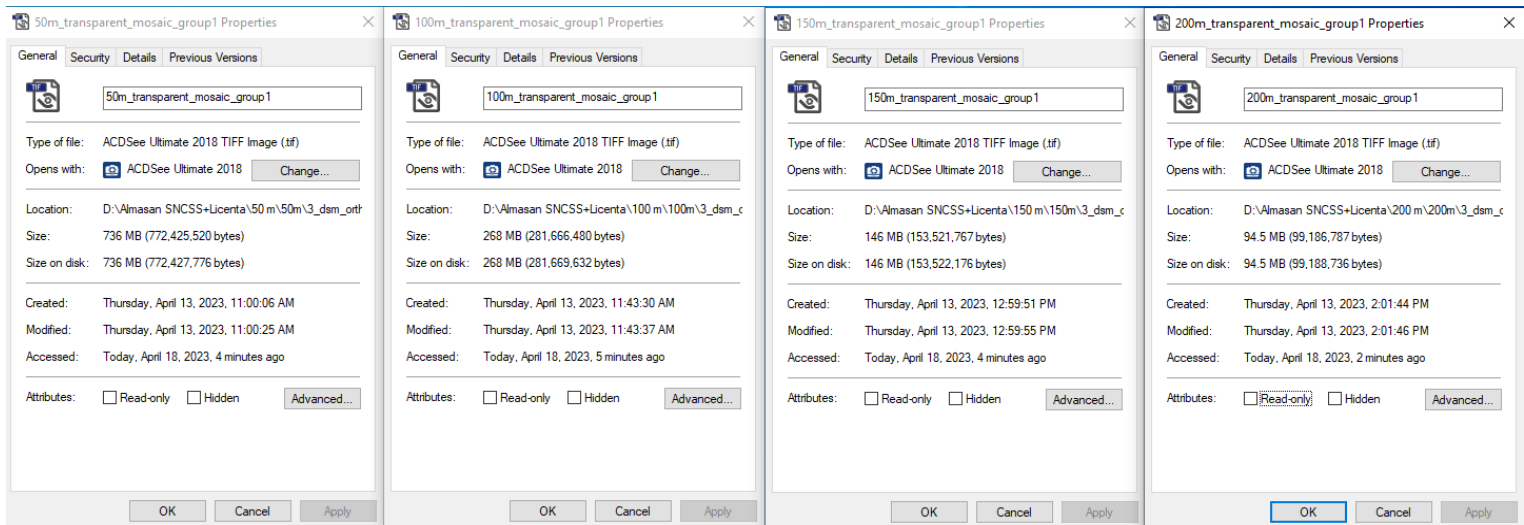 50m_transparent_mosaic_group1 Properties
General Security Details Previous Versions
TIF
50m_transparent_mosaic_group1
Type of file: ACDSee Ultimate 2018 TIFF Image (.tif)
Opens with: ACDSee Ultimate 2018 Change...
Location: D:\Almasan SNCSS+Licenta\50 m\50m\3_dsm_orth
Size: 736 MB (772,425,520 bytes)
Size on disk: 736 MB (772,427,776 bytes)
Created: Thursday, April 13, 2023, 11:00:06 AM
Modified: Thursday, April 13, 2023, 11:00:25 AM
Accessed: Today, April 18, 2023, 4 minutes ago
Attributes: Read-only Hidden Advanced...
OK Cancel Apply
100m_transparent_mosaic_group1 Properties
General Security Details Previous Versions
TIF
100m_transparent_mosaic_group1
Type of file: ACDSee Ultimate 2018 TIFF Image (.tif)
Opens with: ACDSee Ultimate 2018 Change...
Location: D:\Almasan SNCSS+Licenta\100 m\100m\3_dsm_o
Size: 268 MB (281,666,480 bytes)
Size on disk: 268 MB (281,669,632 bytes)
Created: Thursday, April 13, 2023, 11:43:30 AM
Modified: Thursday, April 13, 2023, 11:43:37 AM
Accessed: Today, April 18, 2023, 5 minutes ago
Attributes: Read-only Hidden Advanced...
OK Cancel Apply
150m_transparent_mosaic_group1 Properties
General Security Details Previous Versions
TIF
150m_transparent_mosaic_group1
Type of file: ACDSee Ultimate 2018 TIFF Image (.tif)
Opens with: ACDSee Ultimate 2018 Change...
Location: D:\Almasan SNCSS+Licenta\150 m\150m\3_dsm_o
Size: 146 MB (153,521,767 bytes)
Size on disk: 146 MB (153,522,176 bytes)
Created: Thursday, April 13, 2023, 12:59:51 PM
Modified: Thursday, April 13, 2023, 12:59:55 PM
Accessed: Today, April 18, 2023, 4 minutes ago
Attributes: Read-only Hidden Advanced...
OK Cancel Apply
200m_transparent_mosaic_group1 Properties
General Security Details Previous Versions
TIF
200m_transparent_mosaic_group1
Type of file: ACDSee Ultimate 2018 TIFF Image (.tif)
Opens with: ACDSee Ultimate 2018 Change...
Location: D:\Almasan SNCSS+Licenta\200 m\200m\3_dsm_o
Size: 94.5 MB (99,186,787 bytes)
Size on disk: 94.5 MB (99,188,736 bytes)
Created: Thursday, April 13, 2023, 2:01:44 PM
Modified: Thursday, April 13, 2023, 2:01:46 PM
Accessed: Today, April 18, 2023, 2 minutes ago
Attributes: Read-only Hidden Advanced...
OK Cancel Apply